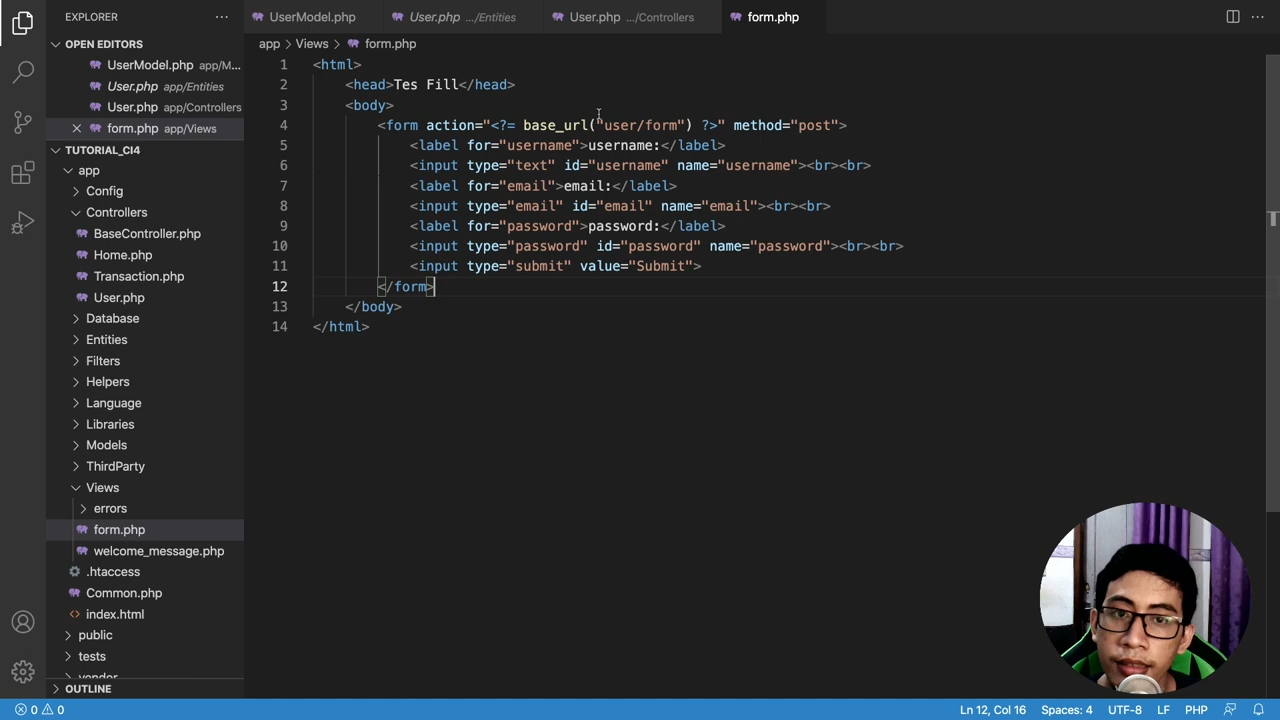 EXPLORER ...
OPEN EDITORS
UserModel.php app/M...
User.php app/Entities
User.php app/Controllers
form.php app/Views
TUTORIAL_CI4
app
Config
Controllers
BaseController.php
Home.php
Transaction.php
User.php
Database
Entities
Filters
Helpers
Language
Libraries
Models
ThirdParty
Views
errors
form.php
welcome_message.php
.htaccess
Common.php
index.html
public
tests
vendor
OUTLINE
UserModel.php User.php .../Entities User.php .../Controllers form.php
app > Views > form.php
1 <html>
2 <head>Tes Fill</head>
3 <body>
4 <form action="<?= base_url("user/form") ?>" method="post">
5 <label for="username">username:</label>
6 <input type="text" id="username" name="username"><br><br>
7 <label for="email">email:</label>
8 <input type="email" id="email" name="email"><br><br>
9 <label for="password">password:</label>
10 <input type="password" id="password" name="password"><br><br>
11 <input type="submit" value="Submit">
12 </form>
13 </body>
14 </html>
0 0 Ln 12, Col 16 Spaces: 4 UTF-8 LF PHP